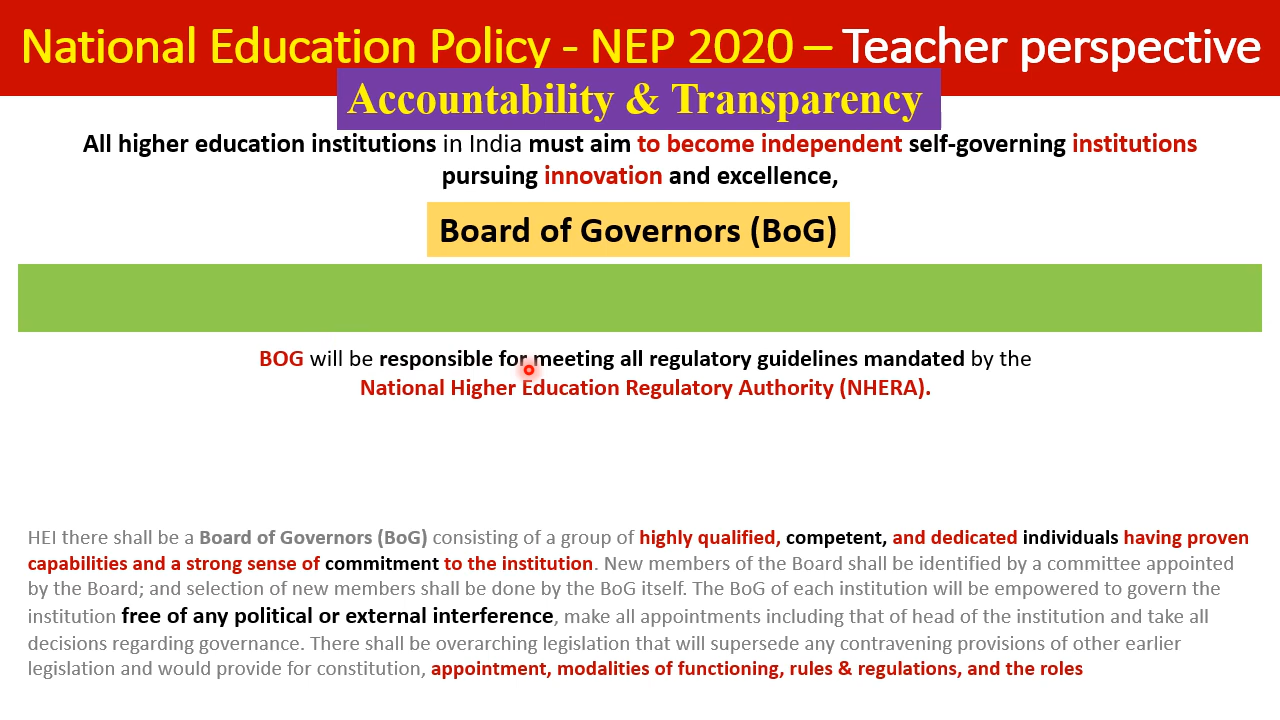 National Education Policy - NEP 2020 – Teacher perspective
Accountability & Transparency
All higher education institutions in India must aim to become independent self-governing institutions
pursuing innovation and excellence,
Board of Governors (BoG)
BOG will be responsible for meeting all regulatory guidelines mandated by the
National Higher Education Regulatory Authority (NHERA).
HEI there shall be a Board of Governors (BoG) consisting of a group of highly qualified, competent, and dedicated individuals having proven
capabilities and a strong sense of commitment to the institution. New members of the Board shall be identified by a committee appointed
by the Board; and selection of new members shall be done by the BoG itself. The BoG of each institution will be empowered to govern the
institution free of any political or external interference, make all appointments including that of head of the institution and take all
decisions regarding governance. There shall be overarching legislation that will supersede any contravening provisions of other earlier
legislation and would provide for constitution, appointment, modalities of functioning, rules & regulations, and the roles